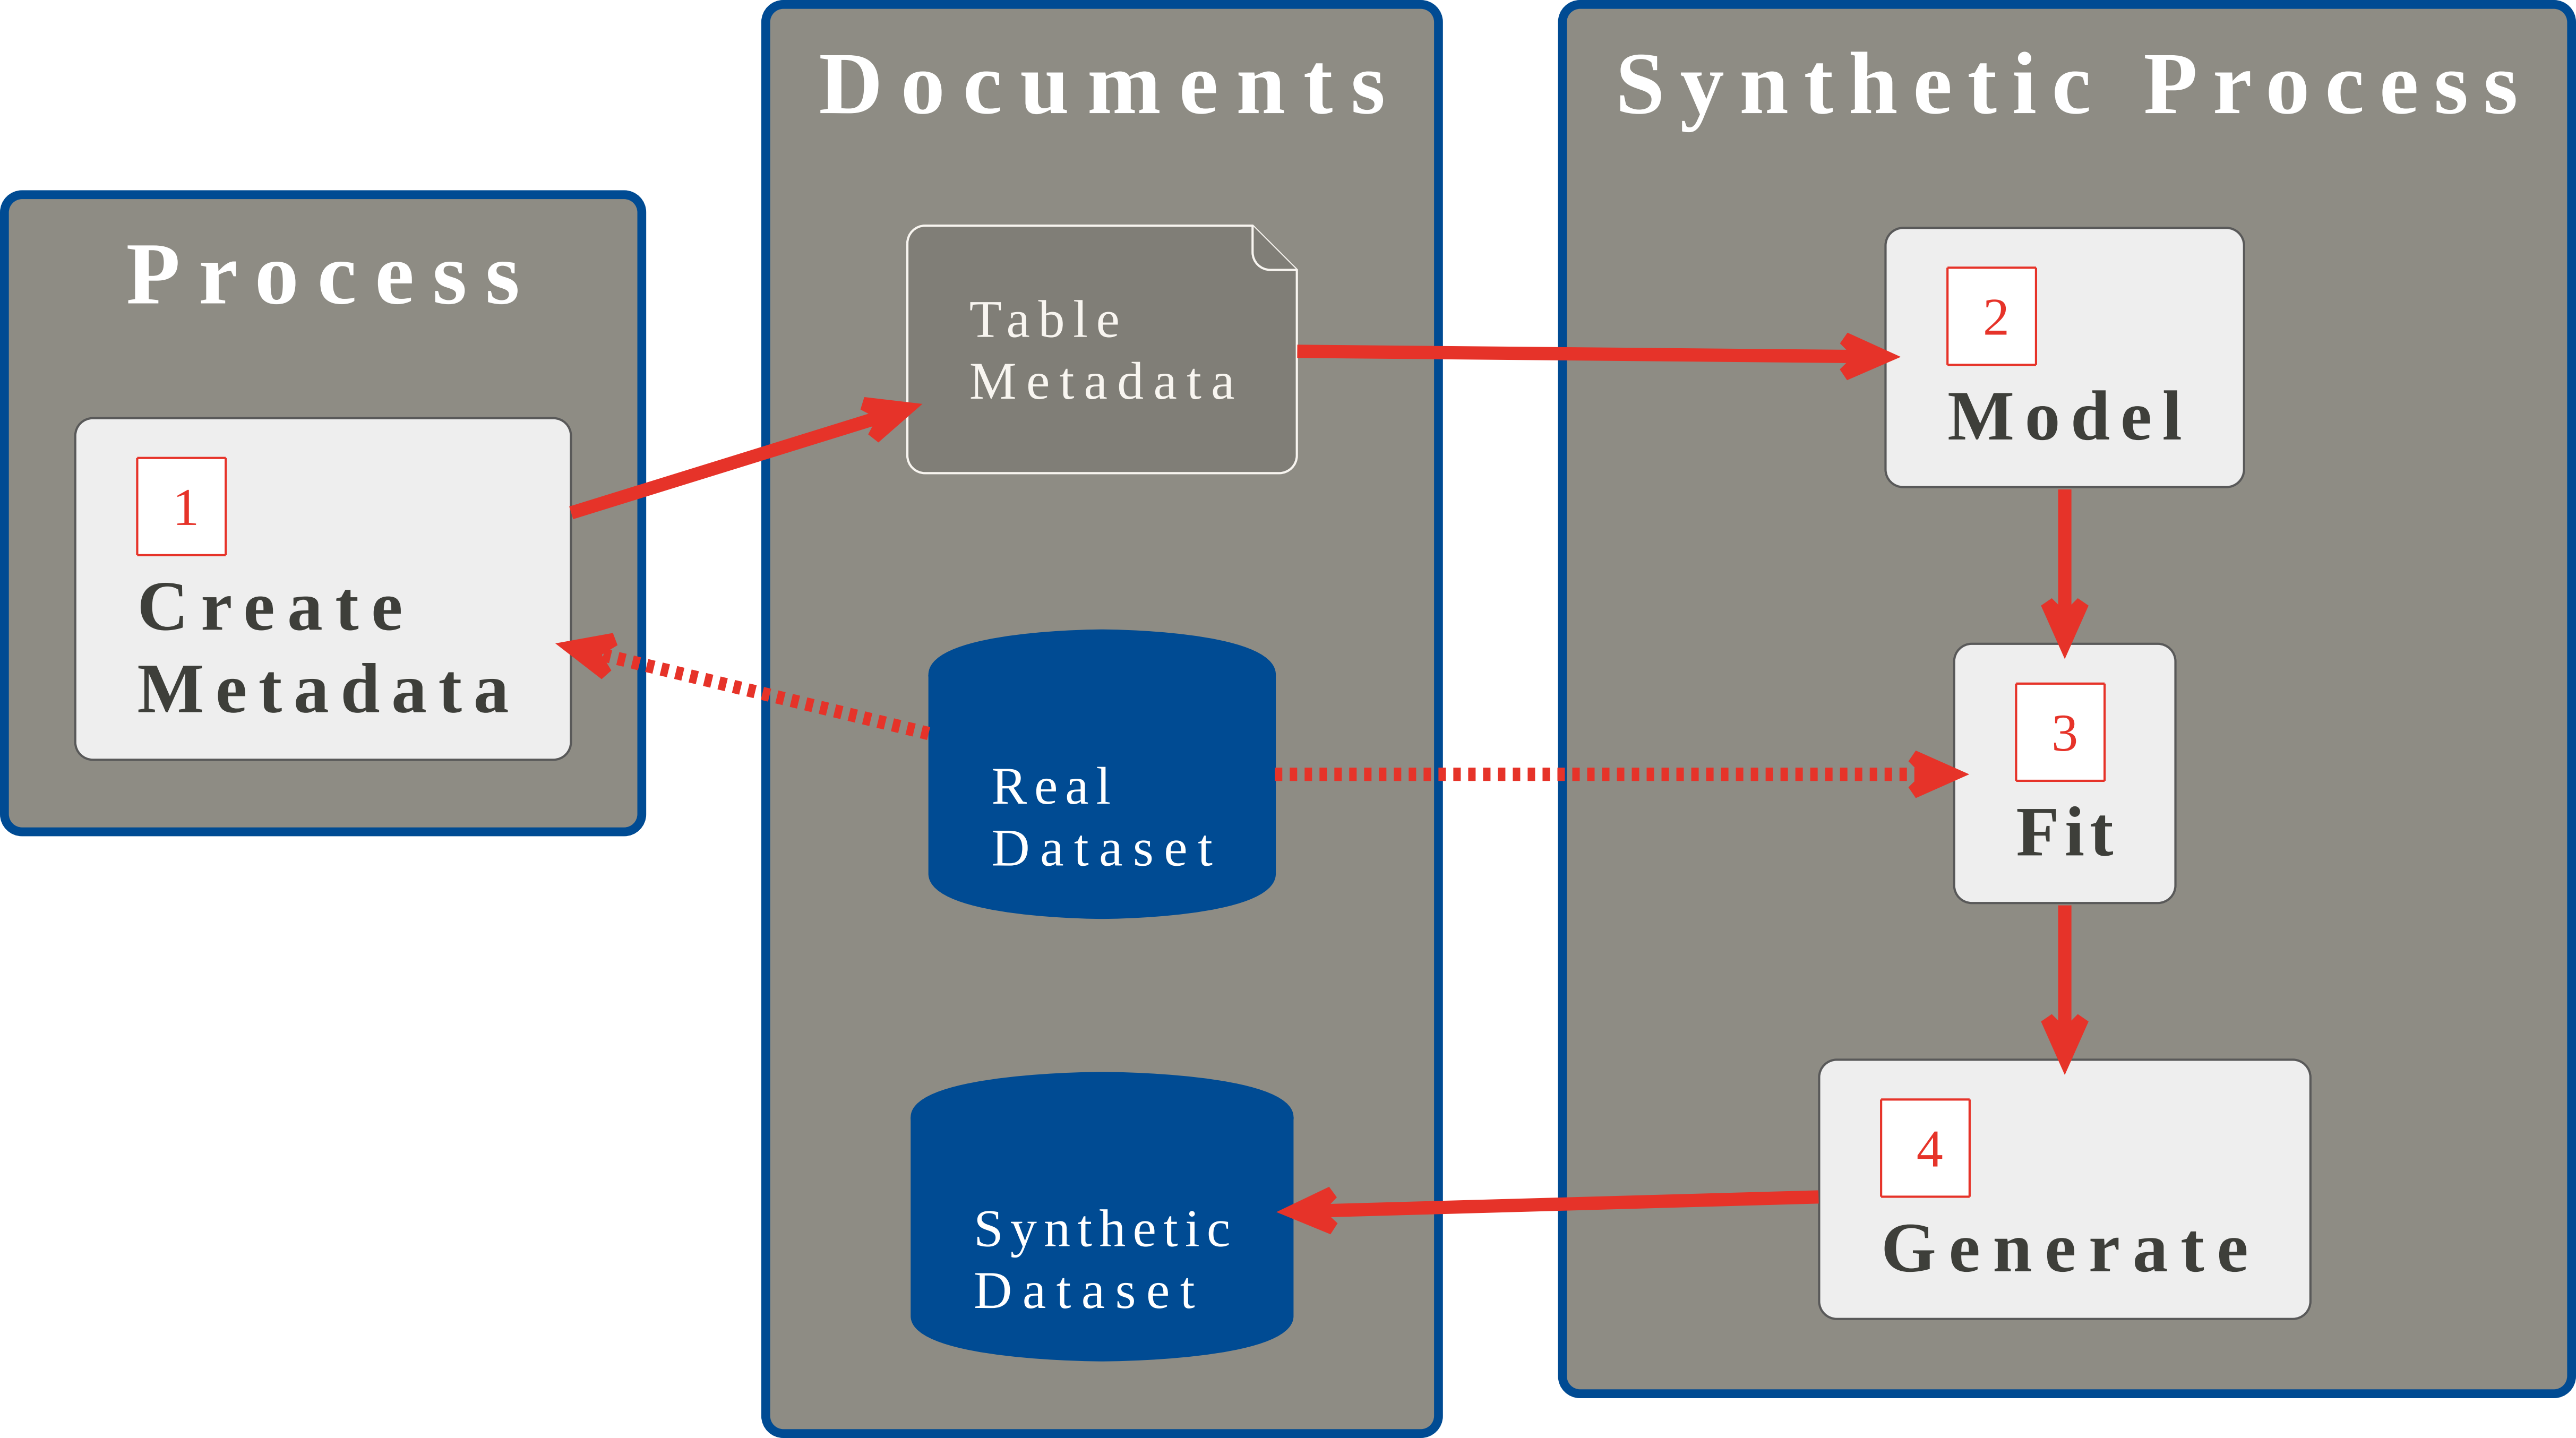 Process
1
Create
Metadata
Documents
Table
Metadata
Real
Dataset
Synthetic
Dataset
Synthetic Process
2
Model
3
Fit
4
Generate